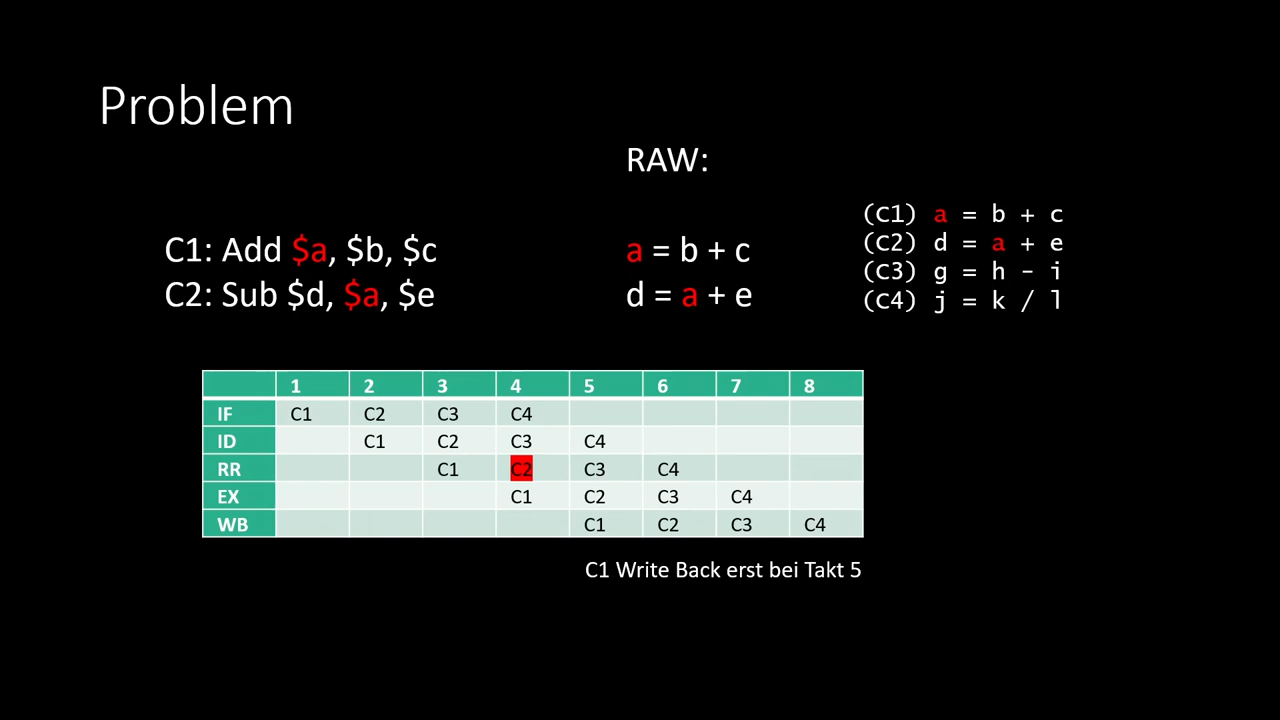 Problem
RAW:
C1: Add $a, $b, $c
C2: Sub $d, $a, $e
a = b + c
d = a + e
(C1) a = b + c
(C2) d = a + e
(C3) g = h - i
(C4) j = k / l
1 2 3 4 5 6 7 8
IF C1 C2 C3 C4
ID C1 C2 C3 C4
RR C1 C2 C3 C4
EX C1 C2 C3 C4
WB C1 C2 C3 C4
C1 Write Back erst bei Takt 5